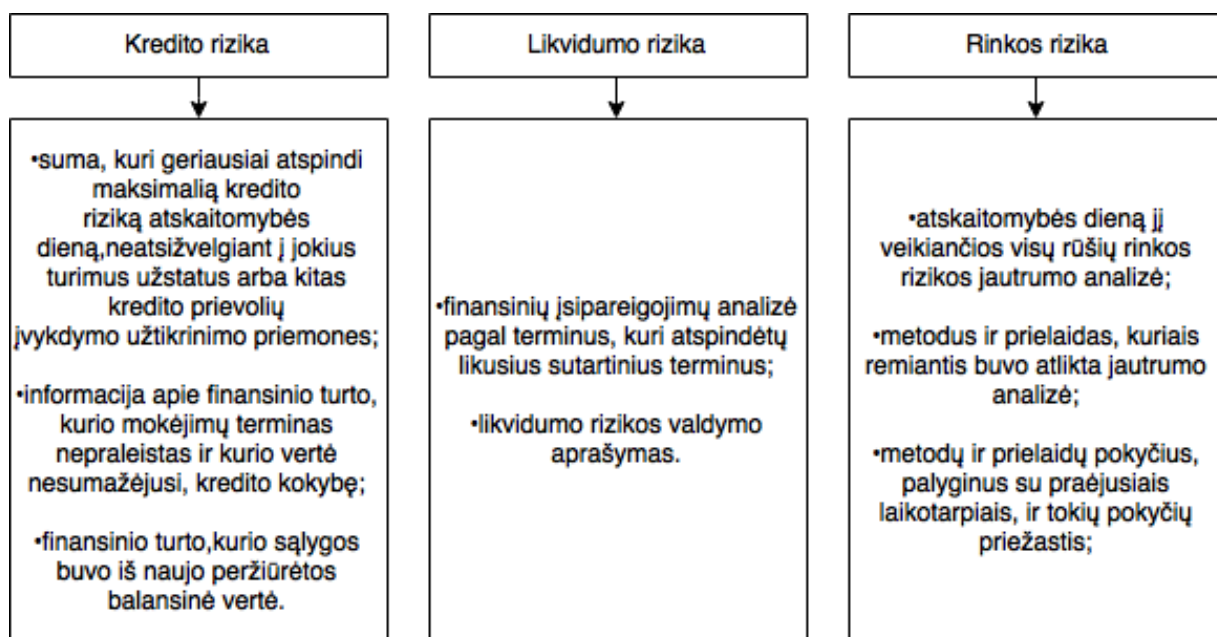 Kredito rizika
•suma, kuri geriausiai atspindi
maksimalią kredito
riziką atskaitomybės
dieną,neatsižvelgiant į jokius
turimus užstatus arba kitas
kredito prievolių
įvykdymo užtikrinimo priemones;
•informacija apie finansinio turto,
kurio mokėjimų terminas
nepraleistas ir kurio vertė
nesumažėjusi, kredito kokybę;
•finansinio turto,kurio sąlygos
buvo iš naujo peržiūrėtos
balansinė vertė.
Likvidumo rizika
•finansinių įsipareigojimų analizė
pagal terminus, kuri atspindėtų
likusius sutartinius terminus;
•likvidumo rizikos valdymo
aprašymas.
Rinkos rizika
•atskaitomybės dieną jį
veikiančios visų rūšių rinkos
rizikos jautrumo analizė;
•metodus ir prielaidas, kuriais
remiantis buvo atlikta jautrumo
analizė;
•metodų ir prielaidų pokyčius,
palyginus su praėjusiais
laikotarpiais, ir tokių pokyčių
priežastis;